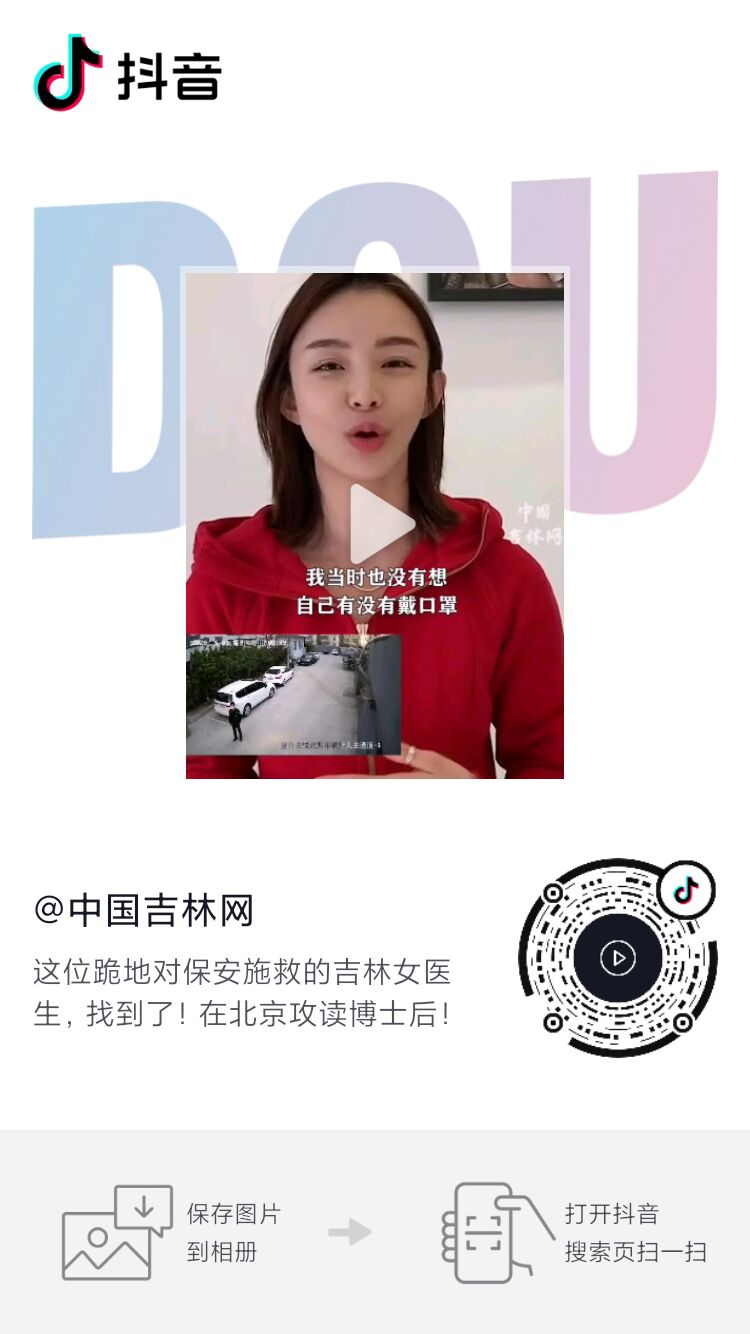 抖音
DOU
中国
吉林网
我当时也没有想
自己有没有戴口罩
@中国吉林网
这位跪地对保安施救的吉林女医
生，找到了！在北京攻读博士后！
保存图片
到相册
打开抖音
搜索页扫一扫